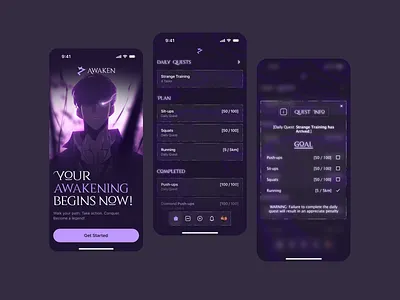 9:41
AWAKEN
YOUR
AWAKENING
BEGINS NOW!
Walk your path. Take action. Conquer.
Become a legend.
Get Started
9:41
DAILY QUESTS
Strange Training
4 Items
PLAN
Sit-ups
[50 / 100]
Daily Quest
Squats
[50 / 100]
Daily Quest
Running
[5 / 5km]
Daily Quest
COMPLETED
Push-ups
[100 / 100]
Daily Quest
Diamond Push-ups
9:41
QUEST INFO
[Daily Quest: Strange Training has
Arrived.]
GOAL
Push-ups
[50 / 100]
Sit-ups
[50 / 100]
Squats
[50 / 100]
Running
[5 / 5km]
WARNING: Failure to complete the daily
quest will result in an appreciate penalty